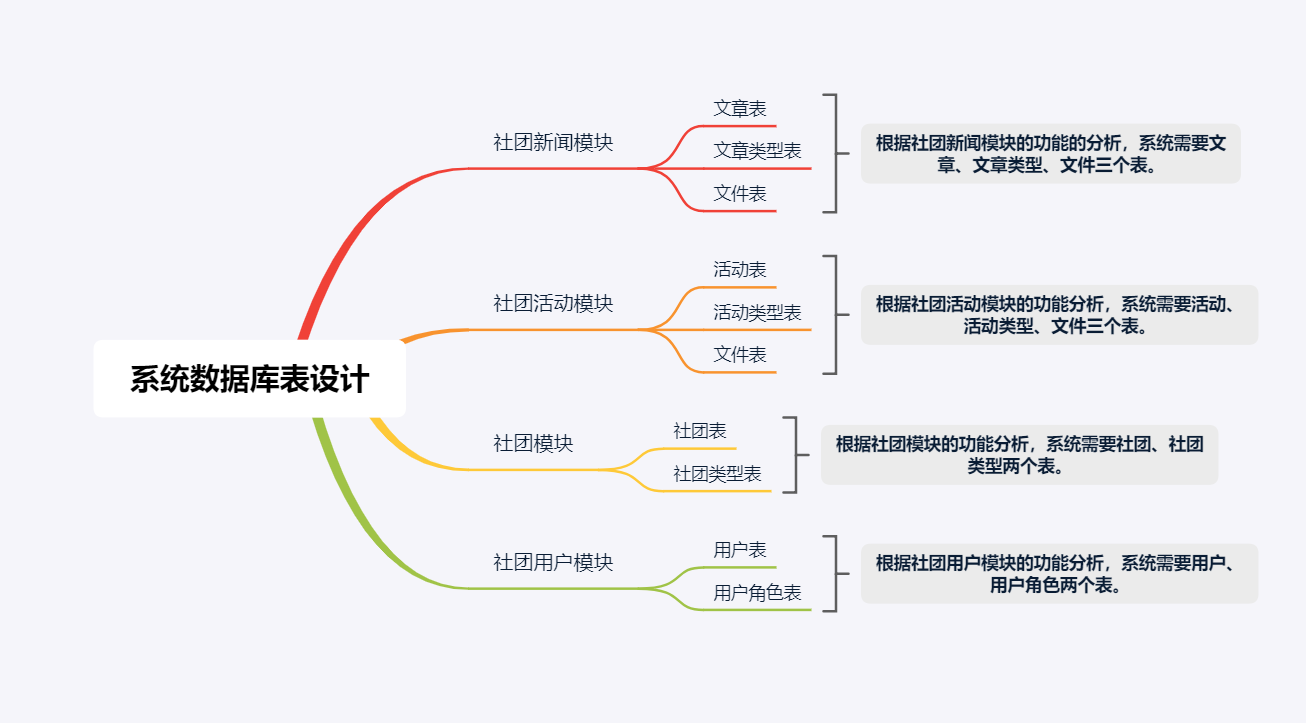 系统数据库表设计
社团新闻模块
文章表
文章类型表
文件表
根据社团新闻模块的功能的分析，系统需要文
章、文章类型、文件三个表。
社团活动模块
活动表
活动类型表
文件表
根据社团活动模块的功能分析，系统需要活动、
活动类型、文件三个表。
社团模块
社团表
社团类型表
根据社团模块的功能分析，系统需要社团、社团
类型两个表。
社团用户模块
用户表
用户角色表
根据社团用户模块的功能分析，系统需要用户、
用户角色两个表。